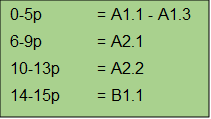 0-5p = A1.1 - A1.3
6-9p = A2.1
10-13p = A2.2
14-15p = B1.1